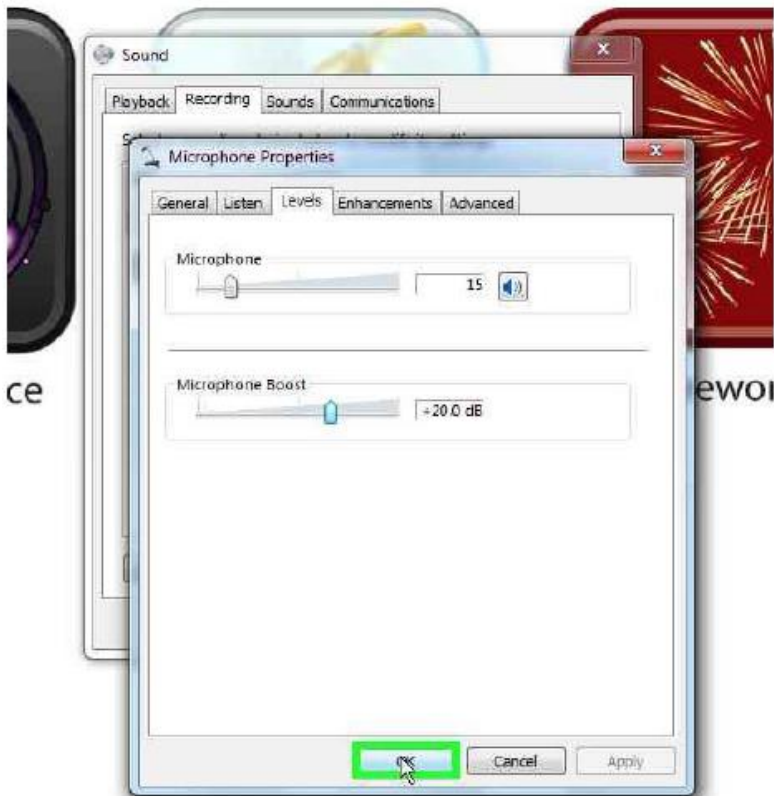 Sound
Playback Recording Sounds Communications
Microphone Properties
General Listen Levels Enhancements Advanced
Microphone
15
Microphone Boost
+20.0 dB
ce
ewor
OK Cancel Apply